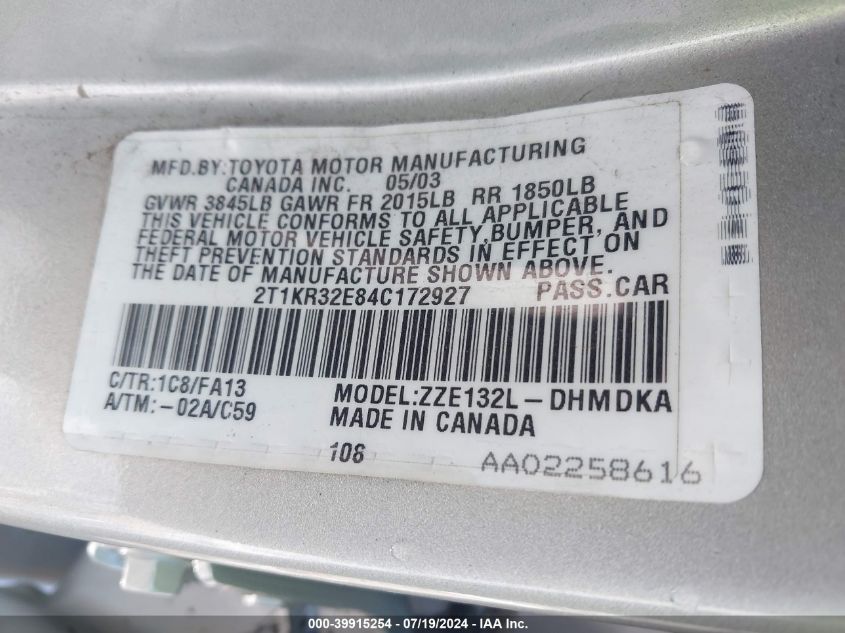 MFD.BY:TOYOTA MOTOR MANUFACTURING
CANADA INC. 05/03
GVWR 3845LB GAWR FR 2015LB RR 1850LB
THIS VEHICLE CONFORMS TO ALL APPLICABLE
FEDERAL MOTOR VEHICLE SAFETY,BUMPER, AND
THEFT PREVENTION STANDARDS IN EFFECT ON
THE DATE OF MANUFACTURE SHOWN ABOVE.
2T1KR32E84C172927 PASS.CAR
C/TR:1C8/FA13 MODEL:ZZE132L-DHMDKA
A/TM:-02A/C59 MADE IN CANADA
108 AA02258616
000-39915254 / 07/19/2024 - IAA Inc.